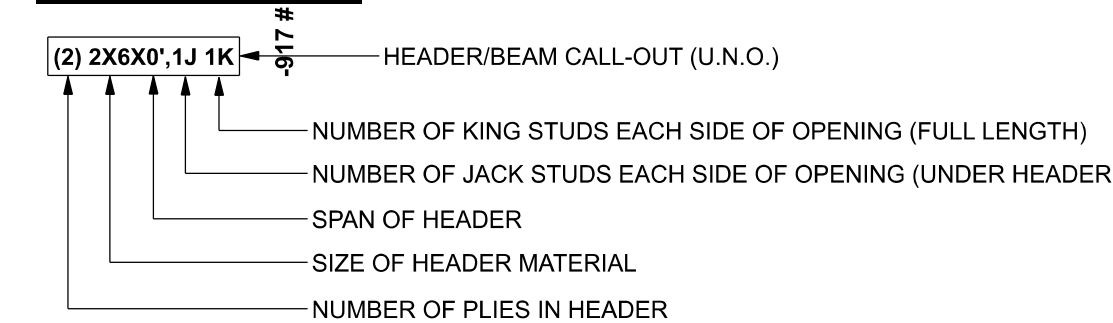 -917 #
(2) 2X6X0',1J 1K
HEADER/BEAM CALL-OUT (U.N.O.)
NUMBER OF KING STUDS EACH SIDE OF OPENING (FULL LENGTH)
NUMBER OF JACK STUDS EACH SIDE OF OPENING (UNDER HEADER
SPAN OF HEADER
SIZE OF HEADER MATERIAL
NUMBER OF PLIES IN HEADER